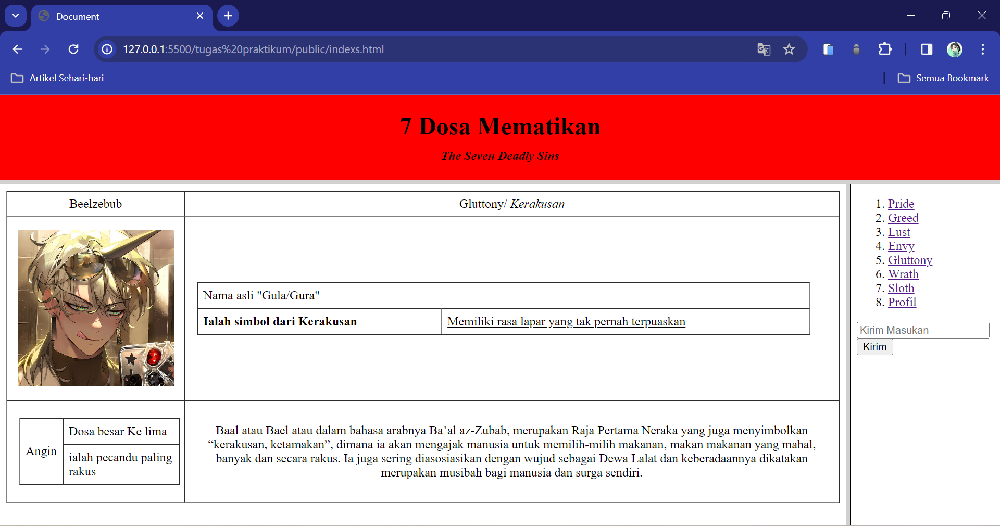 Document
127.0.0.1:5500/tugas%20praktikum/public/indexs.html
Artikel Sehari-hari
Semua Bookmark
7 Dosa Mematikan
The Seven Deadly Sins
Beelzebub
Gluttony/ Kerakusan
Nama asli "Gula/Gura"
Ialah simbol dari Kerakusan
Memiliki rasa lapar yang tak pernah terpuaskan
Angin
Dosa besar Ke lima
ialah pecandu paling
rakus
Baal atau Bael atau dalam bahasa arabnya Ba’al az-Zubab, merupakan Raja Pertama Neraka yang juga menyimbolkan
“kerakusan, ketamakan”, dimana ia akan mengajak manusia untuk memilih-milih makanan, makan makanan yang mahal,
banyak dan secara rakus. Ia juga sering diasosiasikan dengan wujud sebagai Dewa Lalat dan keberadaannya dikatakan
merupakan musibah bagi manusia dan surga sendiri.
1. Pride
2. Greed
3. Lust
4. Envy
5. Gluttony
6. Wrath
7. Sloth
8. Profil
Kirim Masukan
Kirim